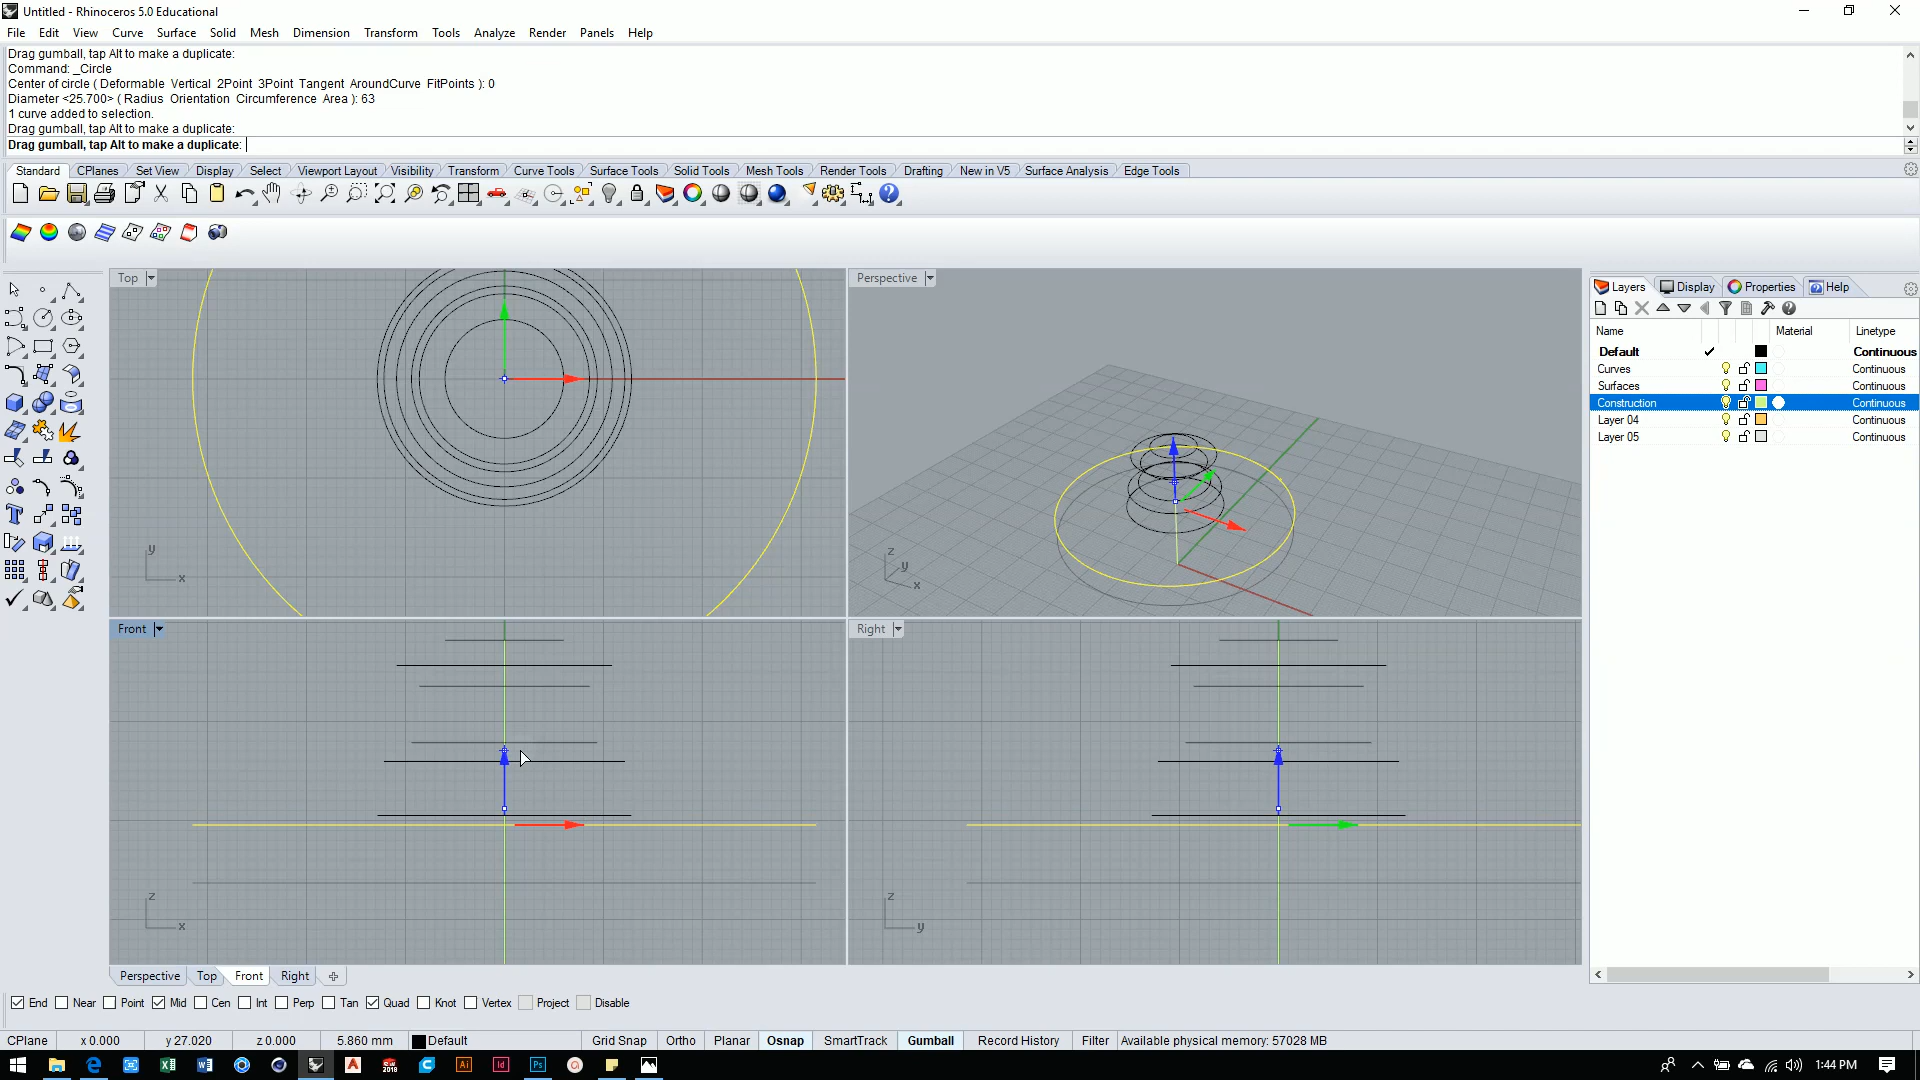 Untitled - Rhinoceros 5.0 Educational
File Edit View Curve Surface Solid Mesh Dimension Transform Tools Analyze Render Panels Help
Drag gumball, tap Alt to make a duplicate:
Command: _Circle
Center of circle ( Deformable Vertical 2Point 3Point Tangent AroundCurve FitPoints ): 0
Diameter <25.700> ( Radius Orientation Circumference Area ): 63
1 curve added to selection.
Drag gumball, tap Alt to make a duplicate:
Drag gumball, tap Alt to make a duplicate:
Standard CPlanes Set View Display Select Viewport Layout Visibility Transform Curve Tools Surface Tools Solid Tools Mesh Tools Render Tools Drafting New in V5 Surface Analysis Edge Tools
Top
Perspective
Layers Display Properties Help
Name Material Linetype
Default Continuous
Curves Continuous
Surfaces Continuous
Construction Continuous
Layer 04 Continuous
Layer 05 Continuous
y
x
z
y
x
Front
Right
z
x
z
y
Perspective Top Front Right
End Near Point Mid Cen Int Perp Tan Quad Knot Vertex Project Disable
CPlane x 0.000 y 27.020 z 0.000 5.860 mm Default Grid Snap Ortho Planar Osnap SmartTrack Gumball Record History Filter Available physical memory: 57028 MB
1:44 PM